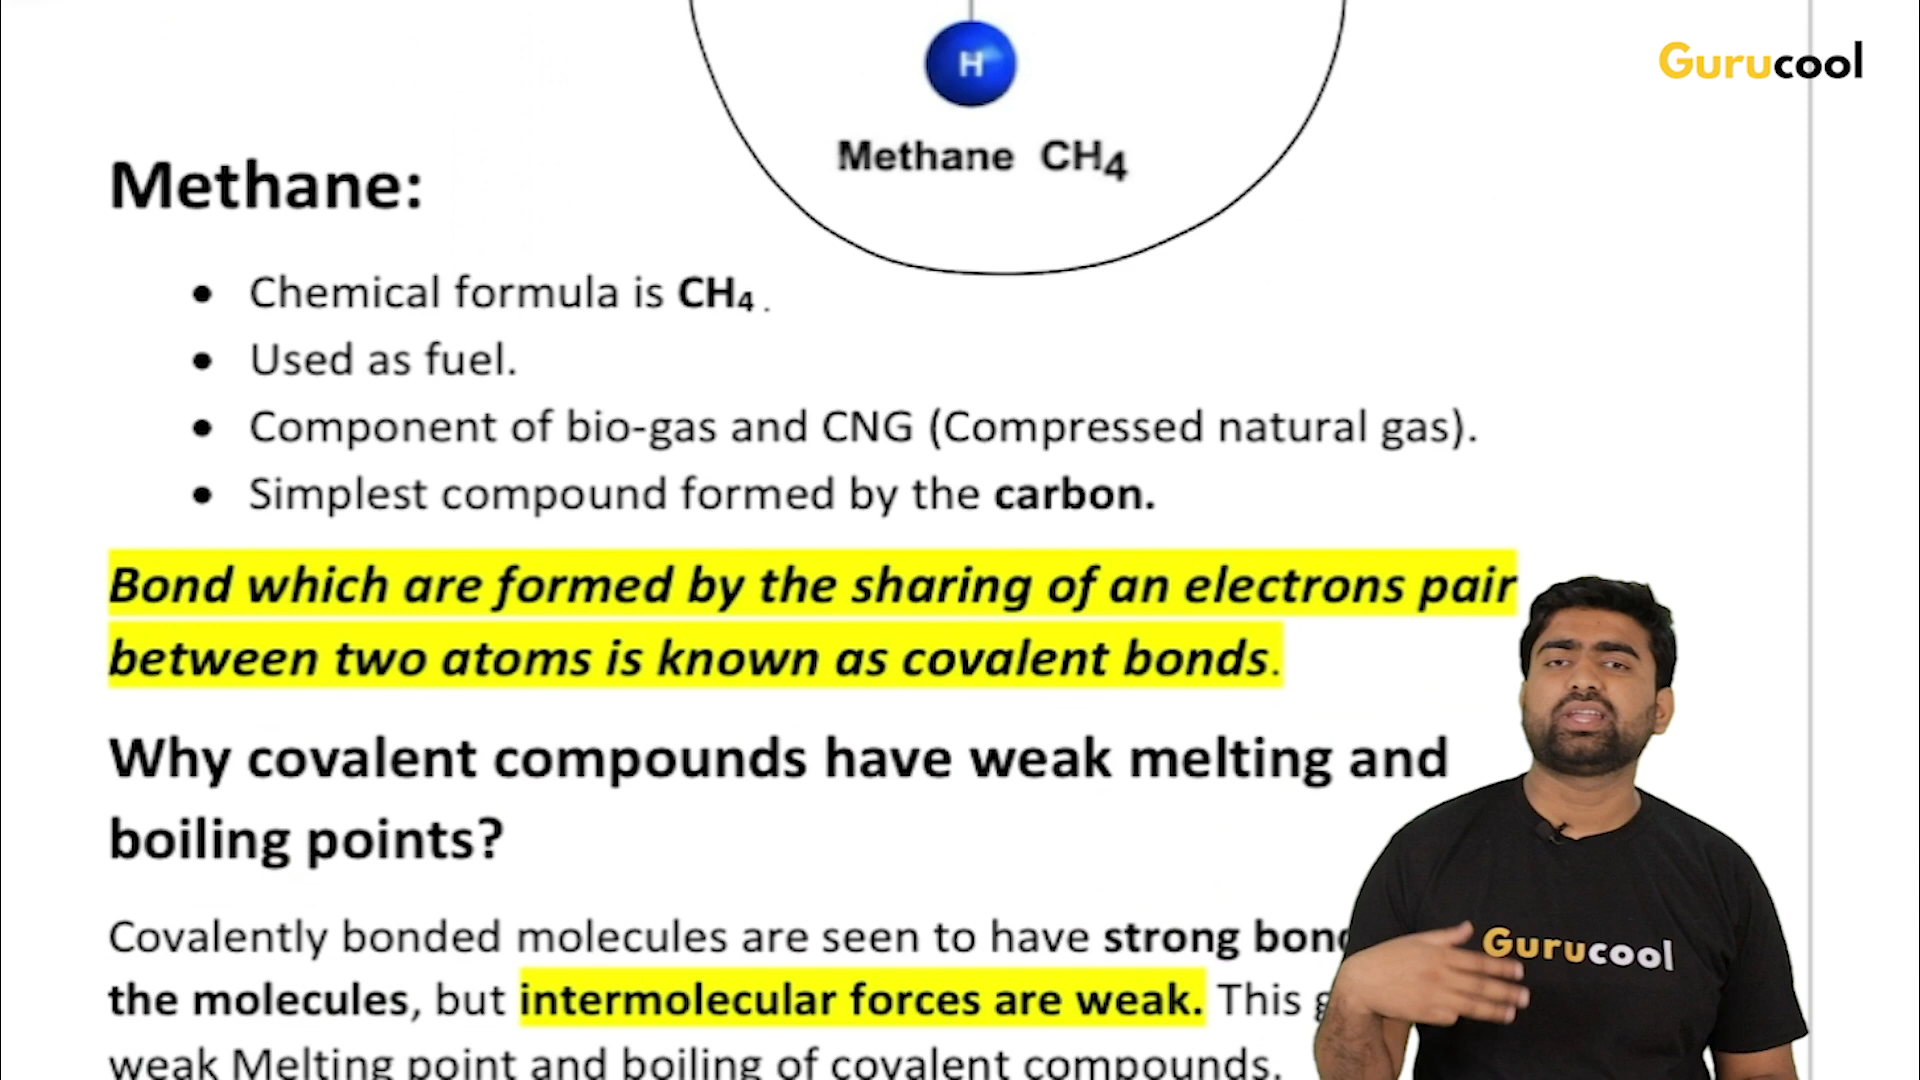 H
Gurucool
Methane CH₄
Methane:
• Chemical formula is CH₄ .
• Used as fuel.
• Component of bio-gas and CNG (Compressed natural gas).
• Simplest compound formed by the carbon.
Bond which are formed by the sharing of an electrons pair
between two atoms is known as covalent bonds.
Why covalent compounds have weak melting and
boiling points?
Covalently bonded molecules are seen to have strong
the molecules, but intermolecular forces are weak. This
weak Melting point and boiling of covalent compounds.
Gurucool